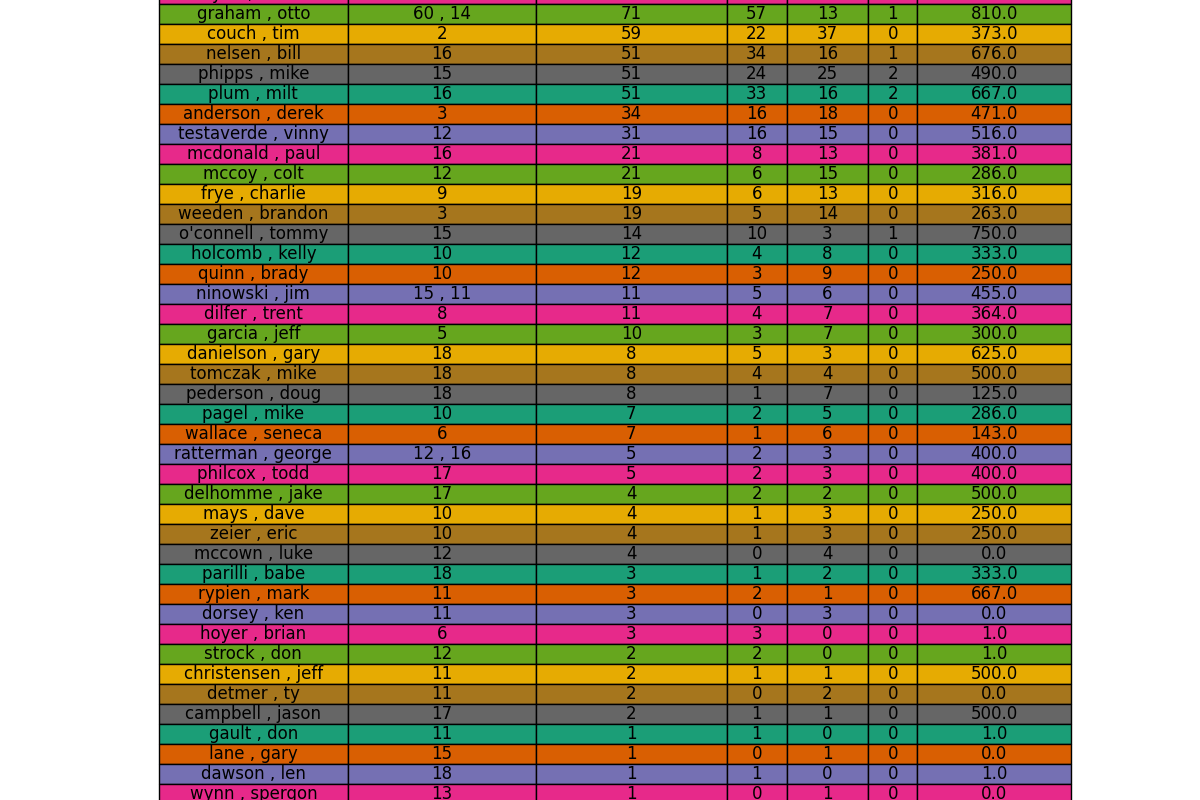 graham , otto 60 , 14 71 57 13 1 810.0
couch , tim 2 59 22 37 0 373.0
nelsen , bill 16 51 34 16 1 676.0
phipps , mike 15 51 24 25 2 490.0
plum , milt 16 51 33 16 2 667.0
anderson , derek 3 34 16 18 0 471.0
testaverde , vinny 12 31 16 15 0 516.0
mcdonald , paul 16 21 8 13 0 381.0
mccoy , colt 12 21 6 15 0 286.0
frye , charlie 9 19 6 13 0 316.0
weeden , brandon 3 19 5 14 0 263.0
o'connell , tommy 15 14 10 3 1 750.0
holcomb , kelly 10 12 4 8 0 333.0
quinn , brady 10 12 3 9 0 250.0
ninowski , jim 15 , 11 11 5 6 0 455.0
dilfer , trent 8 11 4 7 0 364.0
garcia , jeff 5 10 3 7 0 300.0
danielson , gary 18 8 5 3 0 625.0
tomczak , mike 18 8 4 4 0 500.0
pederson , doug 18 8 1 7 0 125.0
pagel , mike 10 7 2 5 0 286.0
wallace , seneca 6 7 1 6 0 143.0
ratterman , george 12 , 16 5 2 3 0 400.0
philcox , todd 17 5 2 3 0 400.0
delhomme , jake 17 4 2 2 0 500.0
mays , dave 10 4 1 3 0 250.0
zeier , eric 10 4 1 3 0 250.0
mccown , luke 12 4 0 4 0 0.0
parilli , babe 18 3 1 2 0 333.0
rypien , mark 11 3 2 1 0 667.0
dorsey , ken 11 3 0 3 0 0.0
hoyer , brian 6 3 3 0 0 1.0
strock , don 12 2 2 0 0 1.0
christensen , jeff 11 2 1 1 0 500.0
detmer , ty 11 2 0 2 0 0.0
campbell , jason 17 2 1 1 0 500.0
gault , don 11 1 1 0 0 1.0
lane , gary 15 1 0 1 0 0.0
dawson , len 18 1 1 0 0 1.0
wynn , spergon 13 1 0 1 0 0.0